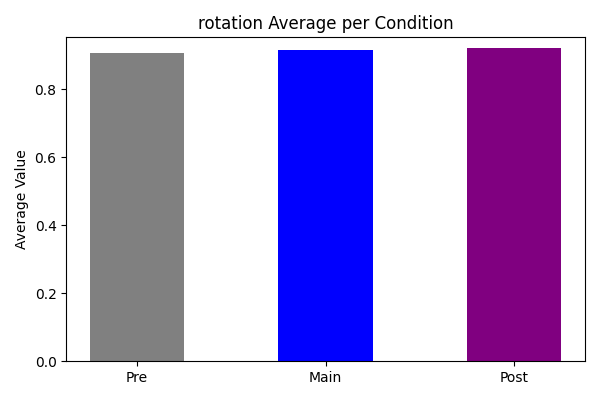 rotation Average per Condition
Average Value
0.8
0.6
0.4
0.2
0.0
Pre
Main
Post